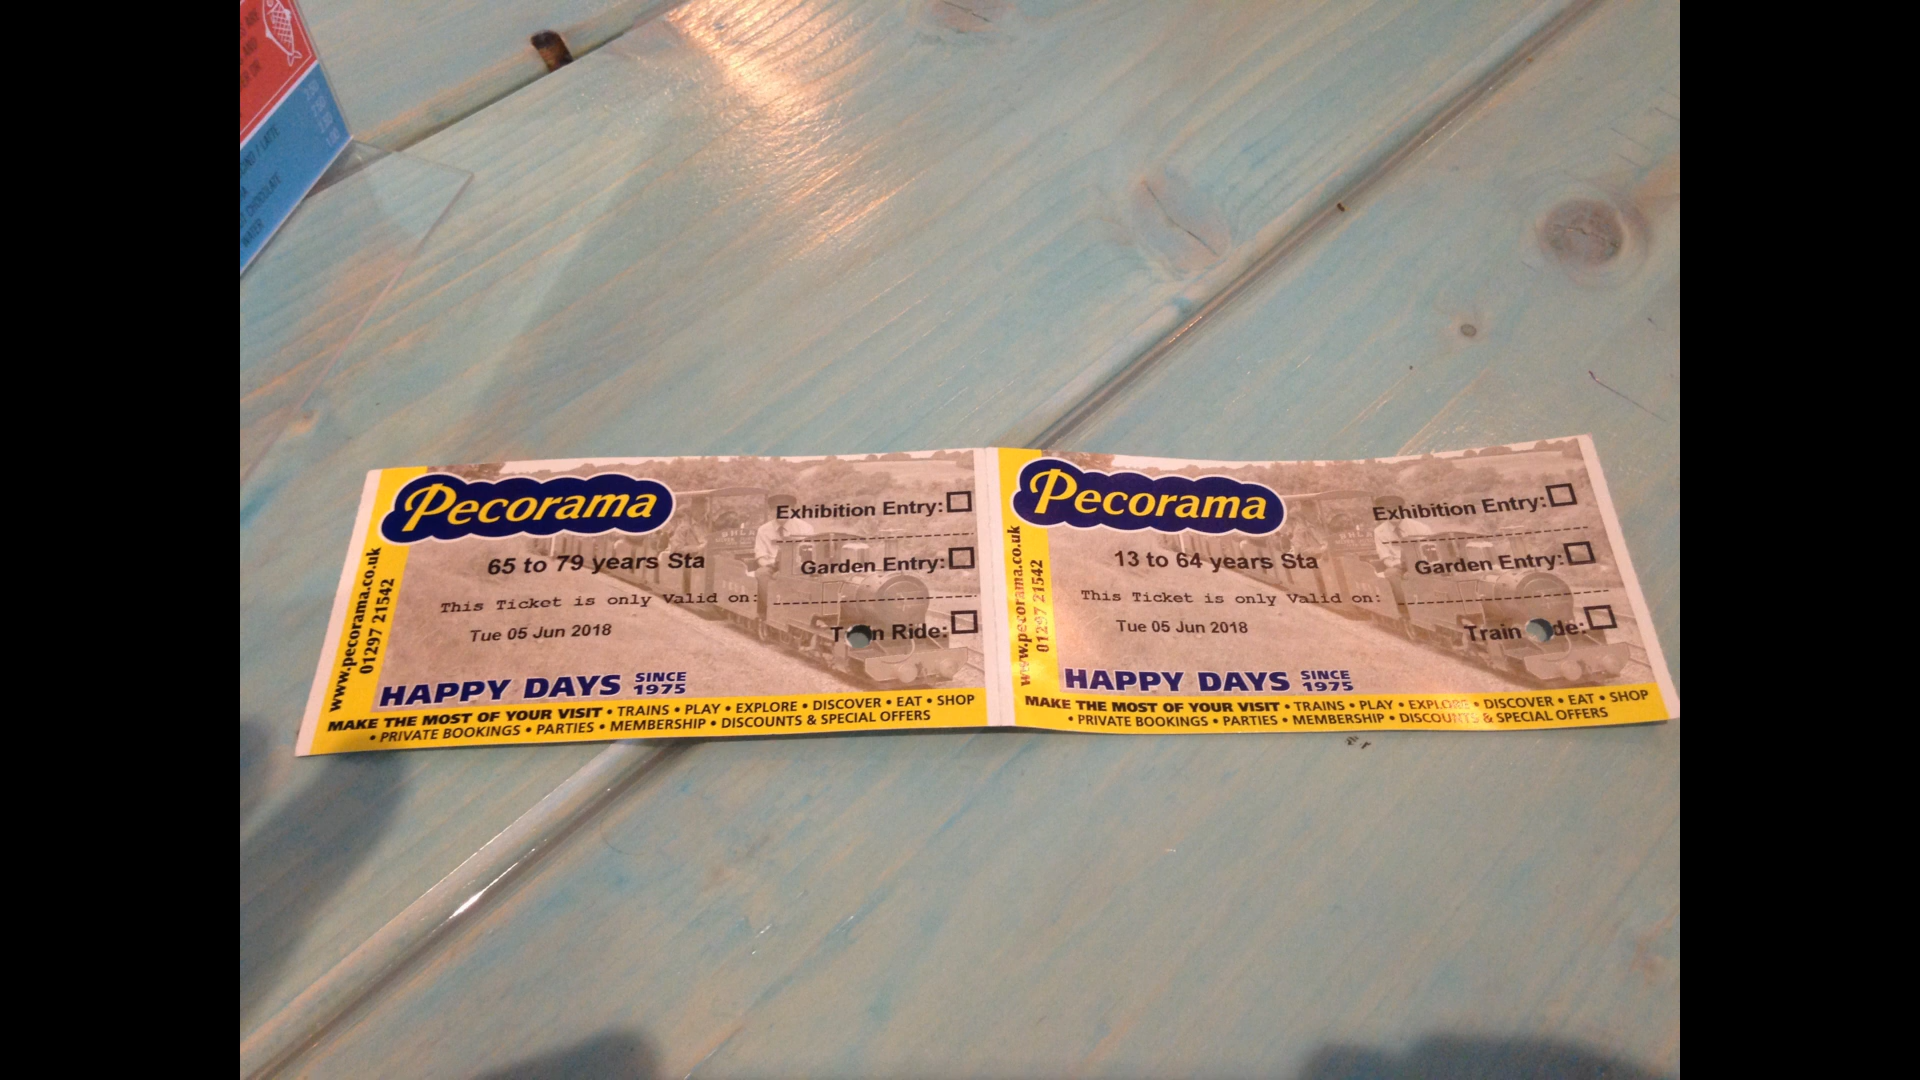 AND
CHOCOLATE
WATER
Pecorama
65 to 79 years Sta
This Ticket is only Valid on:
Tue 05 Jun 2018
Exhibition Entry:
Garden Entry:
Ride:
www.pecorama.co.uk
01297 21542
HAPPY DAYS SINCE 1975
MAKE THE MOST OF YOUR VISIT • TRAINS • PLAY • EXPLORE • DISCOVER • EAT • SHOP
• PRIVATE BOOKINGS • PARTIES • MEMBERSHIP • DISCOUNTS & SPECIAL OFFERS
Pecorama
13 to 64 years Sta
This Ticket is only Valid on:
Tue 05 Jun 2018
Exhibition Entry:
Garden Entry:
Train
www.pecorama.co.uk
01297 21542
HAPPY DAYS SINCE 1975
MAKE THE MOST OF YOUR VISIT • TRAINS • PLAY • EXPLORE • DISCOVER • EAT • SHOP
• PRIVATE BOOKINGS • PARTIES • MEMBERSHIP • DISCOUNTS & SPECIAL OFFERS